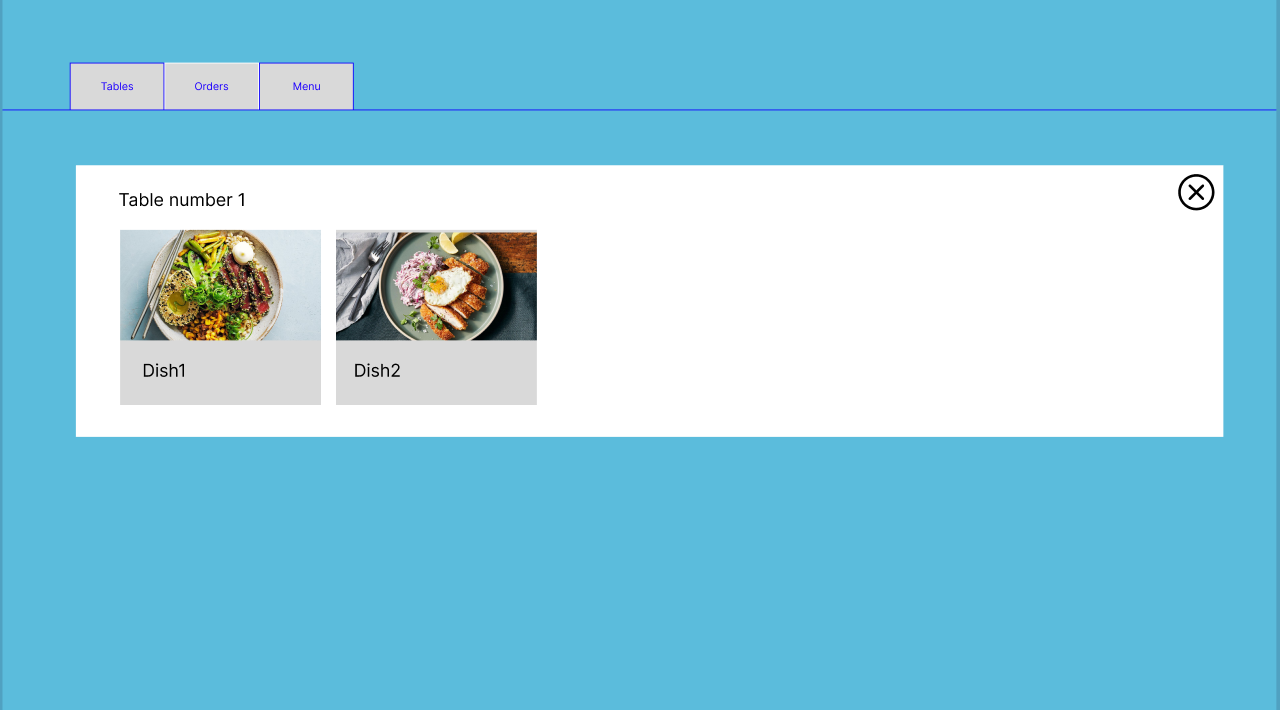 Tables
Orders
Menu
Table number 1
Dish1
Dish2